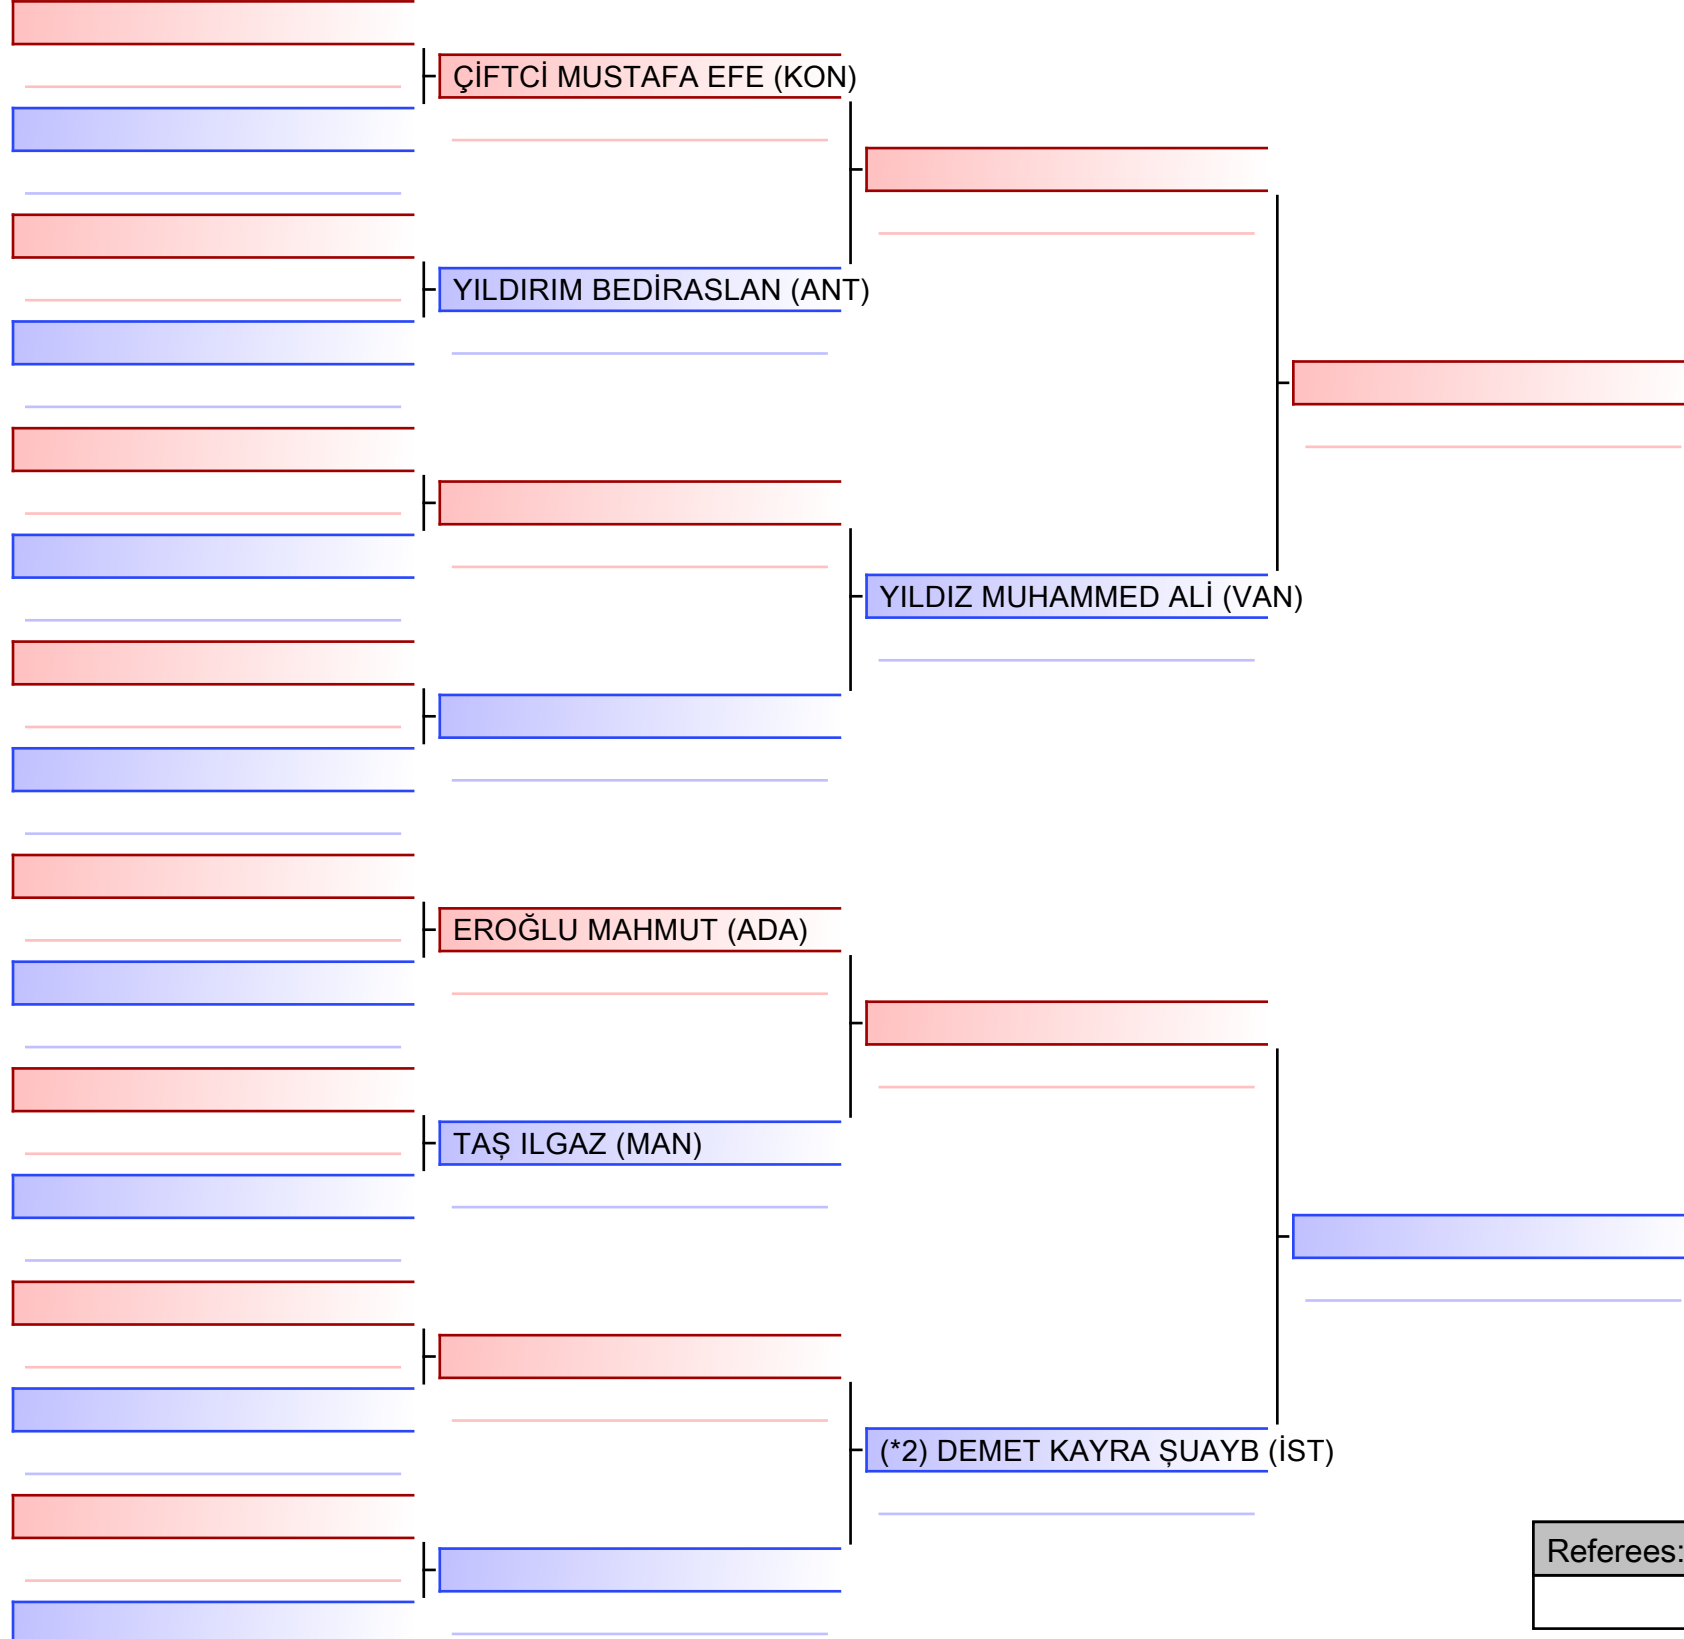 ÇİFTCİ MUSTAFA EFE (KON)
YILDIRIM BEDİRASLAN (ANT)
YILDIZ MUHAMMED ALİ (VAN)
EROĞLU MAHMUT (ADA)
TAŞ ILGAZ (MAN)
(*2) DEMET KAYRA ŞUAYB (İST)
Referees: